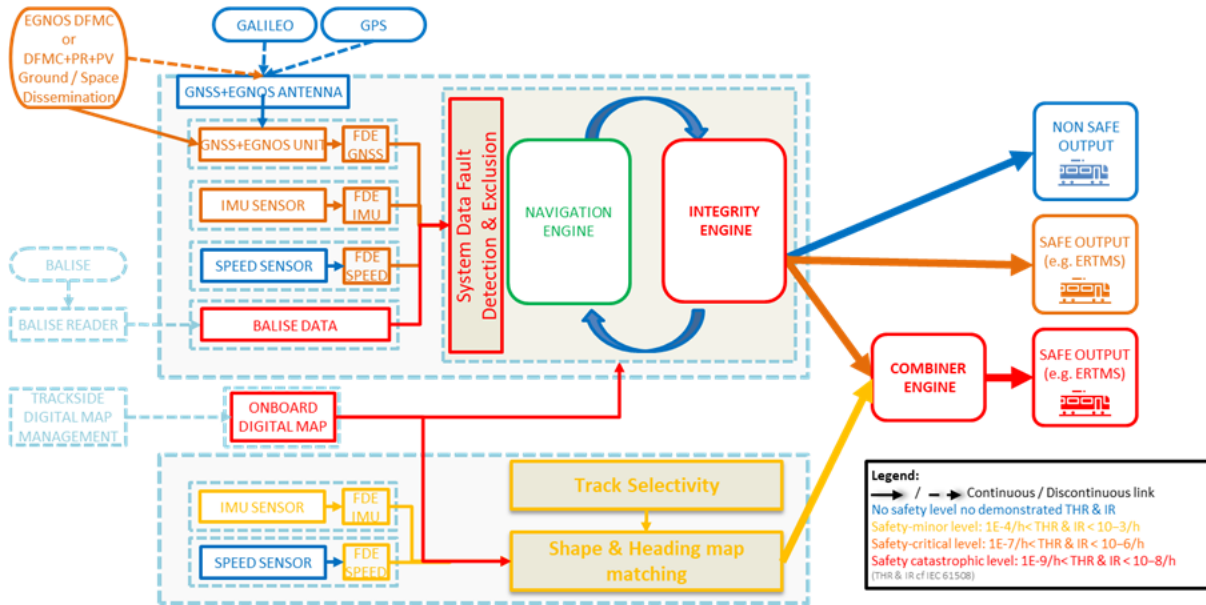 EGNOS DFMC
or
DFMC+PR+PV
Ground / Space
Dissemination
GALILEO
GPS
GNSS+EGNOS ANTENNA
GNSS+EGNOS UNIT
FDE
GNSS
IMU SENSOR
FDE
IMU
SPEED SENSOR
FDE
SPEED
BALISE
BALISE READER
BALISE DATA
System Data Fault
Detection & Exclusion
NAVIGATION
ENGINE
INTEGRITY
ENGINE
NON SAFE
OUTPUT
SAFE OUTPUT
(e.g. ERTMS)
COMBINER
ENGINE
SAFE OUTPUT
(e.g. ERTMS)
TRACKSIDE
DIGITAL MAP
MANAGEMENT
ONBOARD
DIGITAL MAP
IMU SENSOR
FDE
IMU
SPEED SENSOR
FDE
SPEED
Track Selectivity
Shape & Heading map
matching
Legend:
/ Continuous / Discontinuous link
No safety level no demonstrated THR & IR
Safety-minor level: 1E-4/h< THR & IR < 10–3/h
Safety-critical level: 1E-7/h< THR & IR < 10–6/h
Safety catastrophic level: 1E-9/h< THR & IR < 10–8/h
(THR & IR cf IEC 61508)